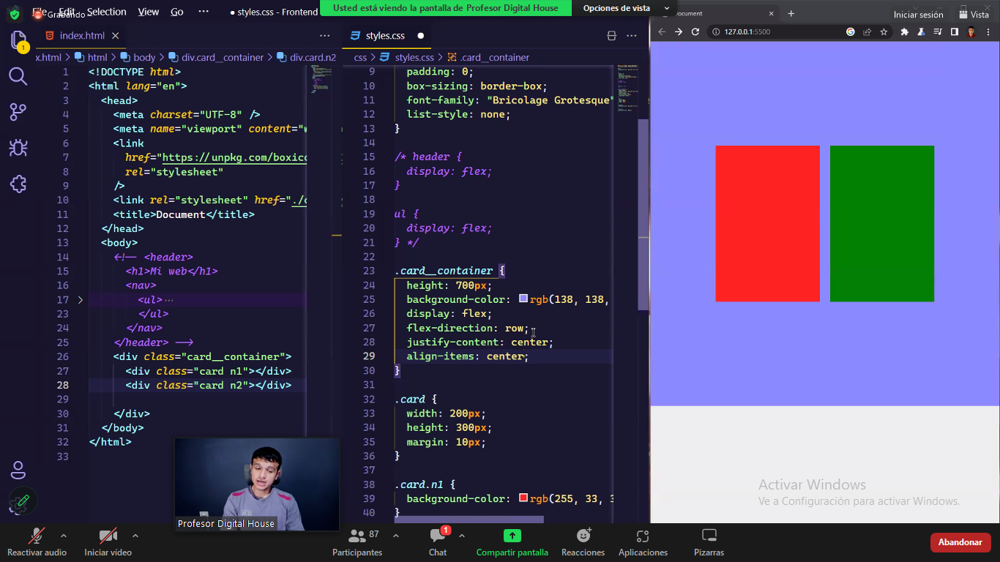 Grabando
File Edit Selection View Go ···
● styles.css - Frontend
Usted está viendo la pantalla de Profesor Digital House
Opciones de vista
Document
Iniciar sesión
Vista
index.html
styles.css
127.0.0.1:5500
x.html > html > body > div.card__container > div.card.n2
css > styles.css > .card__container
1
1 <!DOCTYPE html>
2 <html lang="en">
3 <head>
4 <meta charset="UTF-8" />
5 <meta name="viewport" content="w
6 <link
7 href="https://unpkg.com/boxico
8 rel="stylesheet"
9 />
10 <link rel="stylesheet" href="./c
11 <title>Document</title>
12 </head>
13 <body>
14 <!-- <header>
15 <h1>Mi web</h1>
16 <nav>
17 <ul>···
23 </ul>
24 </nav>
25 </header> -->
26 <div class="card__container">
27 <div class="card n1"></div>
28 <div class="card n2"></div>
29
30 </div>
31 </body>
32 </html>
33
9 padding: 0;
10 box-sizing: border-box;
11 font-family: "Bricolage Grotesque"
12 list-style: none;
13 }
14
15 /* header {
16 display: flex;
17 }
18
19 ul {
20 display: flex;
21 } */
22
23 .card__container {
24 height: 700px;
25 background-color: rgb(138, 138,
26 display: flex;
27 flex-direction: row;
28 justify-content: center;
29 align-items: center;
30 }
31
32 .card {
33 width: 200px;
34 height: 300px;
35 margin: 10px;
36 }
37
38 .card.n1 {
39 background-color: rgb(255, 33, 3
40 }
Activar Windows
Ve a Configuración para activar Windows.
Profesor Digital House
Reactivar audio
Iniciar vídeo
87
Participantes
1
Chat
Compartir pantalla
Reacciones
Aplicaciones
Pizarras
Abandonar